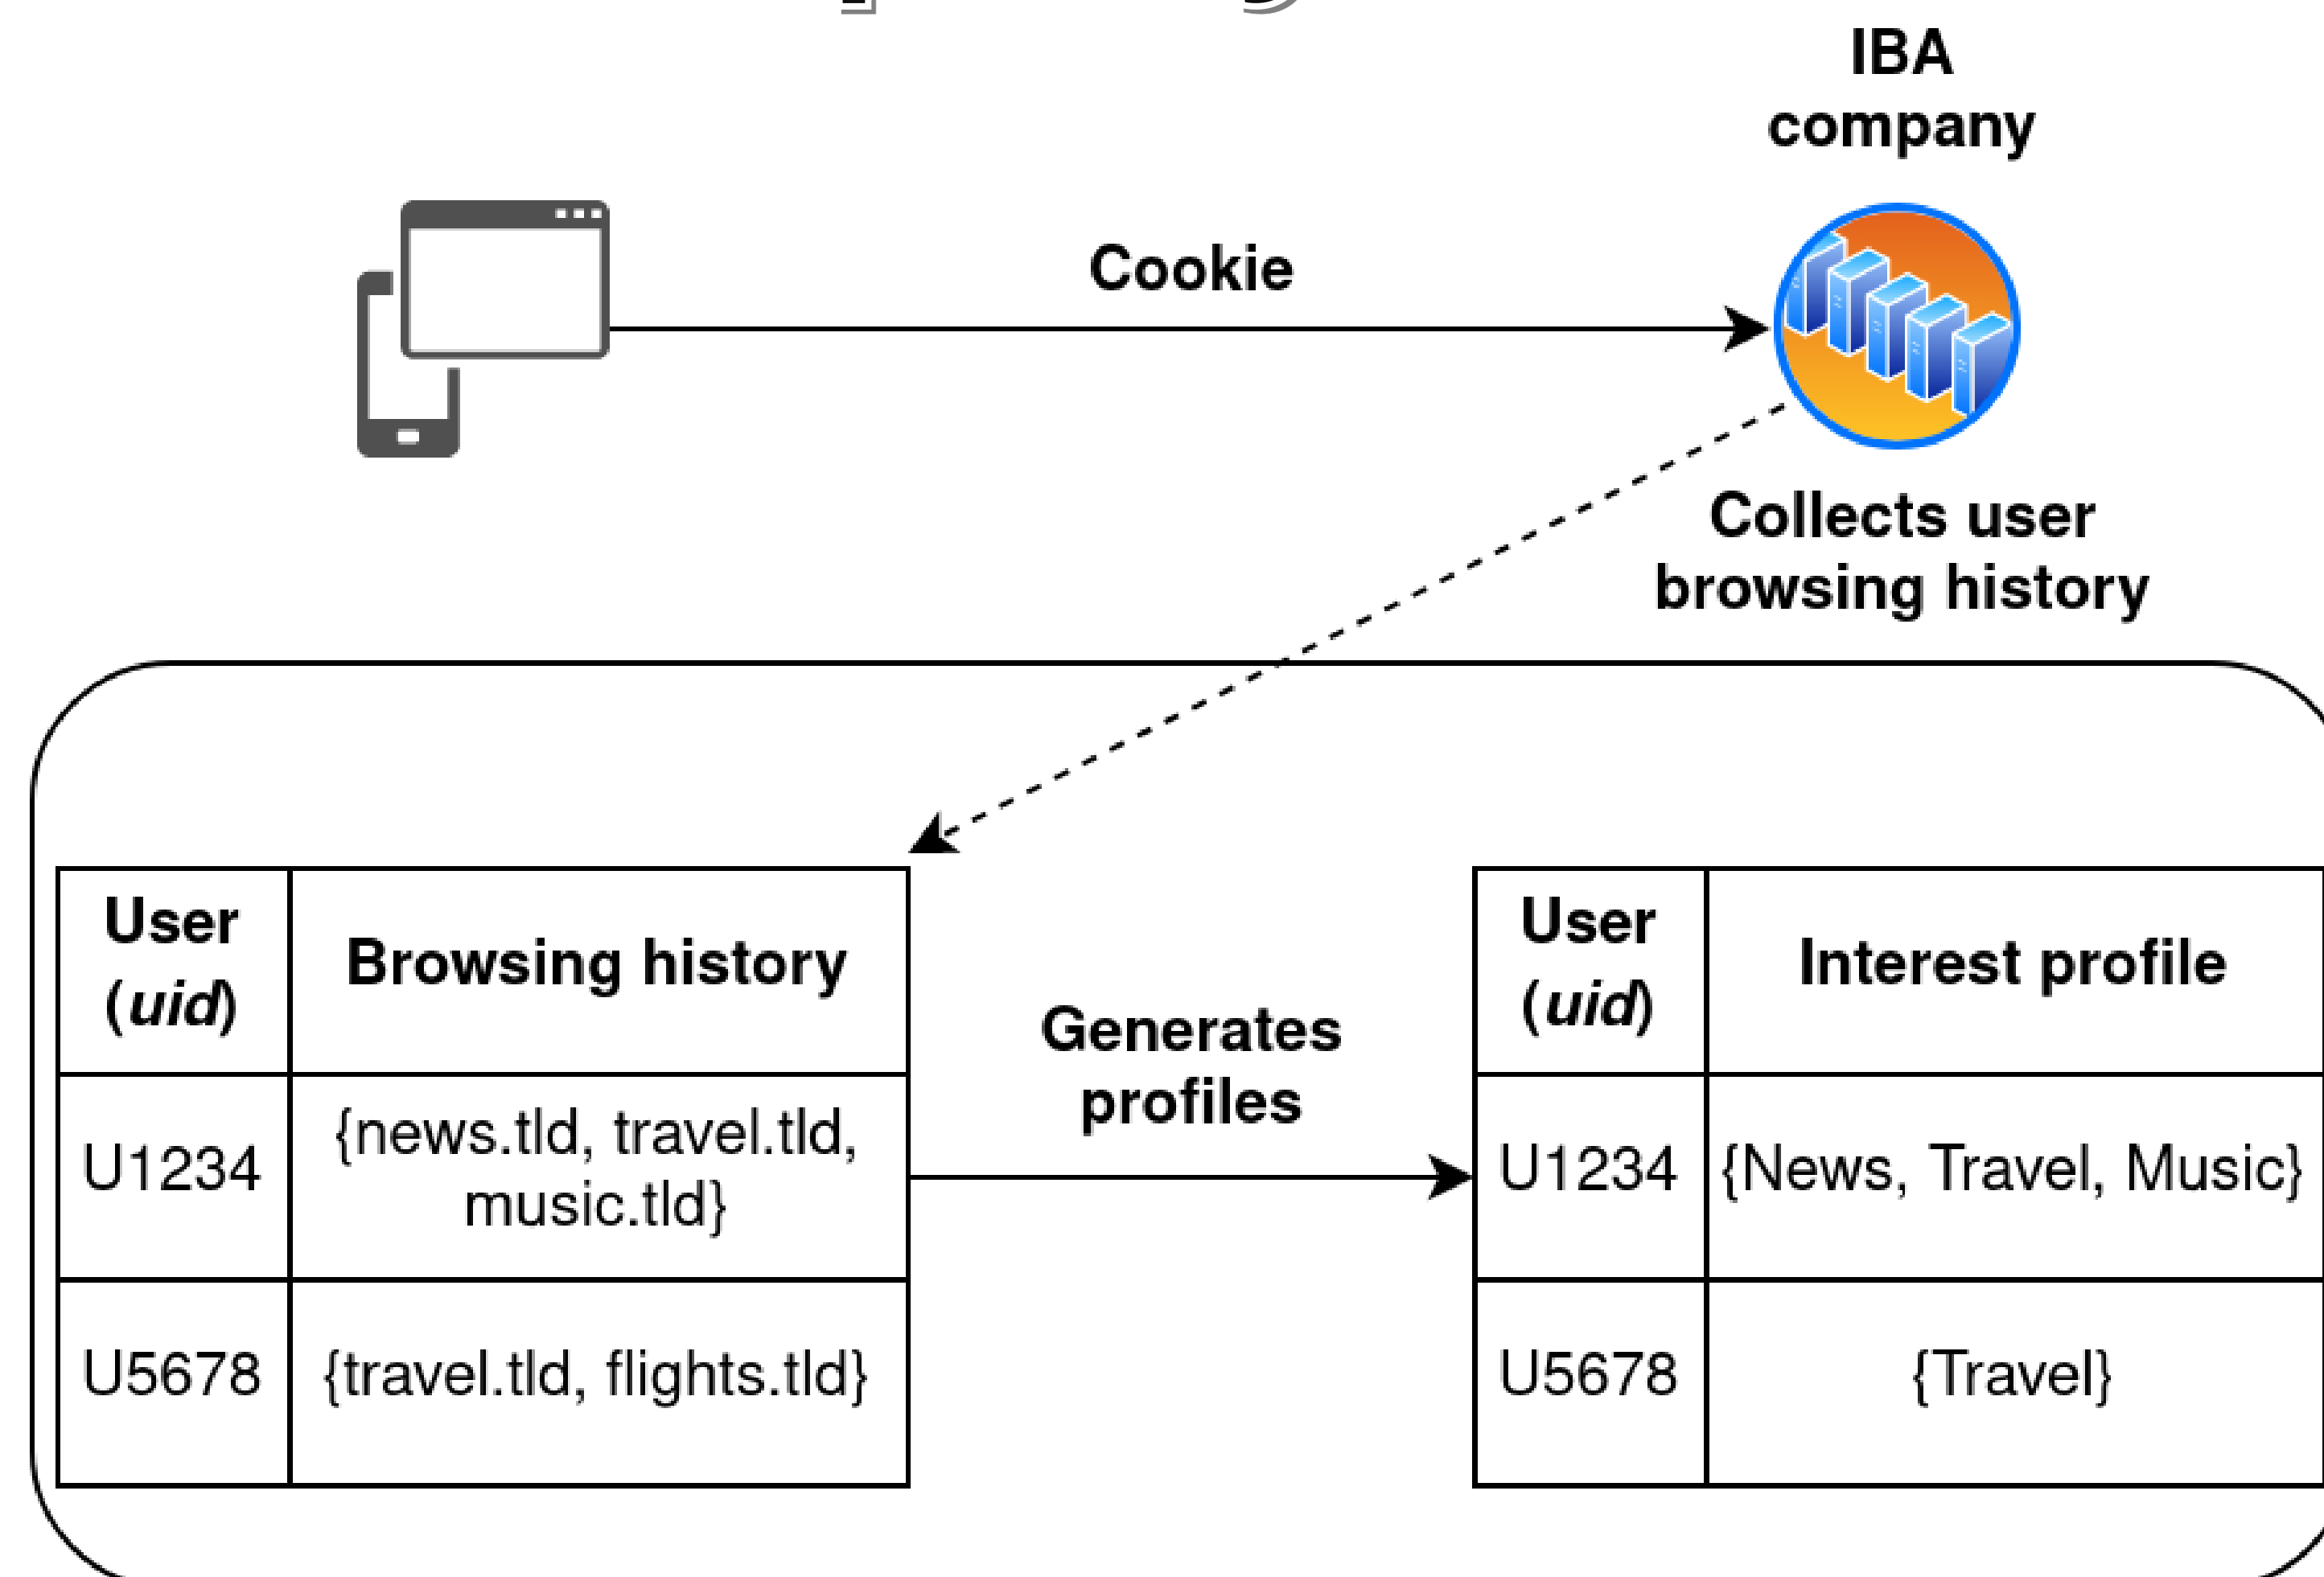 IBA
company
Cookie
Collects user
browsing history
User
(uid)
Browsing history
U1234
{news.tld, travel.tld,
music.tld}
U5678
{travel.tld, flights.tld}
Generates
profiles
User
(uid)
Interest profile
U1234
{News, Travel, Music}
U5678
{Travel}